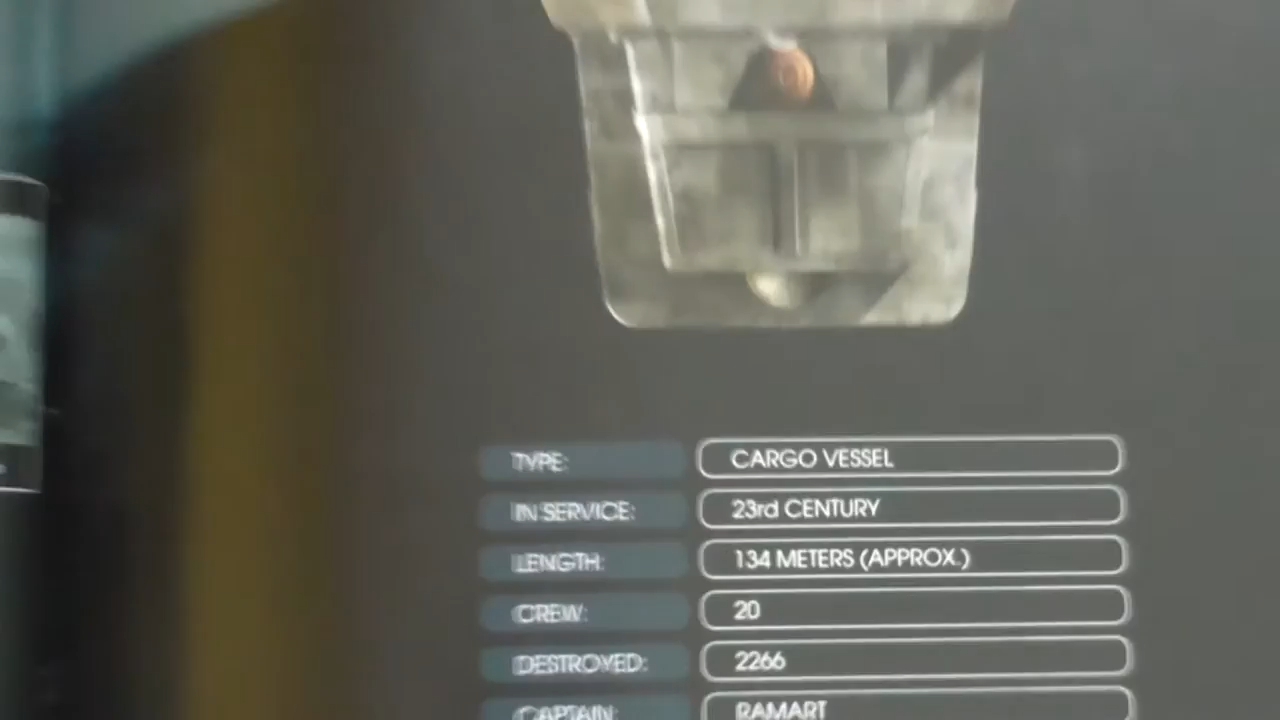 TYPE: CARGO VESSEL
IN SERVICE: 23rd CENTURY
LENGTH: 134 METERS (APPROX.)
CREW: 20
DESTROYED: 2266
CAPTAIN: RAMART